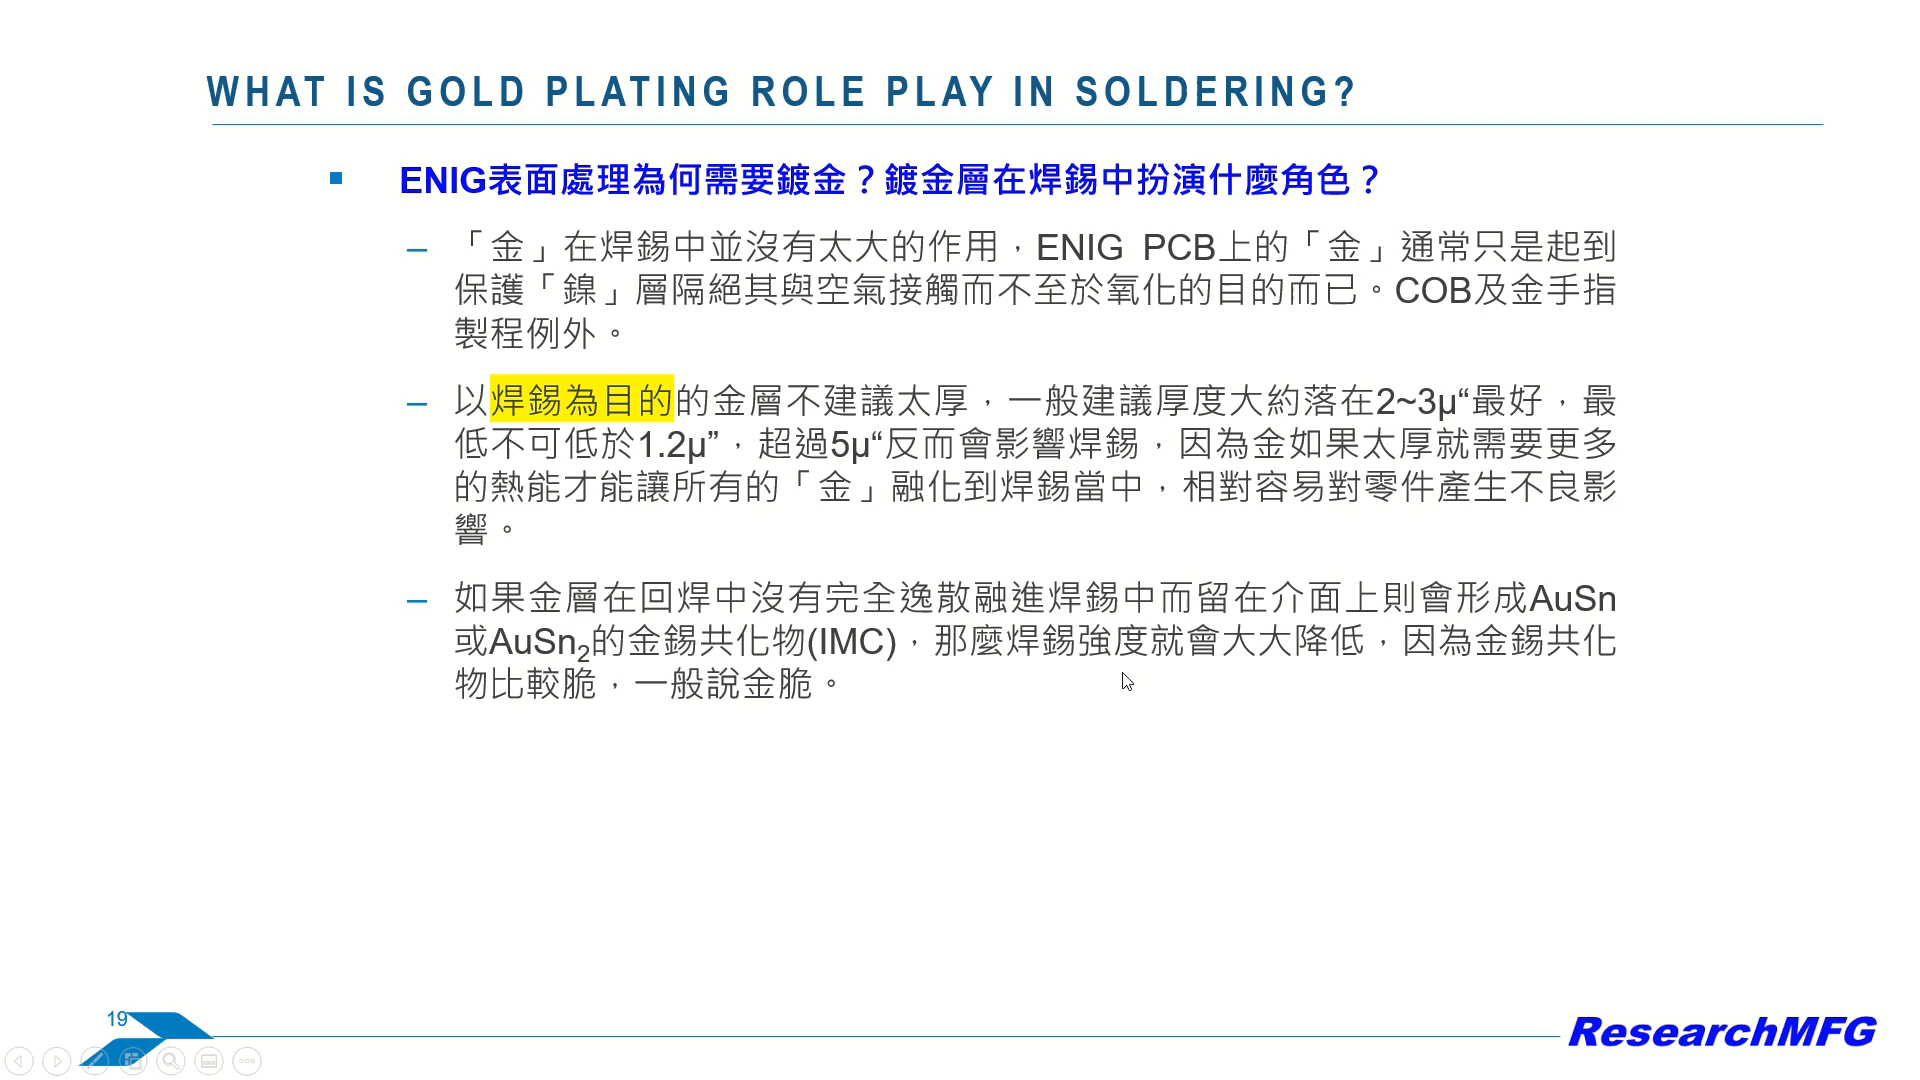 WHAT IS GOLD PLATING ROLE PLAY IN SOLDERING?
▪ ENIG表面處理為何需要鍍金？鍍金層在焊錫中扮演什麼角色？
– 「金」在焊錫中並沒有太大的作用，ENIG PCB上的「金」通常只是起到
保護「鎳」層隔絕其與空氣接觸而不至於氧化的目的而已。COB及金手指
製程例外。
– 以焊錫為目的的金層不建議太厚，一般建議厚度大約落在2~3μ“最好，最
低不可低於1.2μ”，超過5μ“反而會影響焊錫，因為金如果太厚就需要更多
的熱能才能讓所有的「金」融化到焊錫當中，相對容易對零件產生不良影
響。
– 如果金層在回焊中沒有完全逸散融進焊錫中而留在介面上則會形成AuSn
或AuSn₂的金錫共化物(IMC)，那麼焊錫強度就會大大降低，因為金錫共化
物比較脆，一般說金脆。
19
ResearchMFG